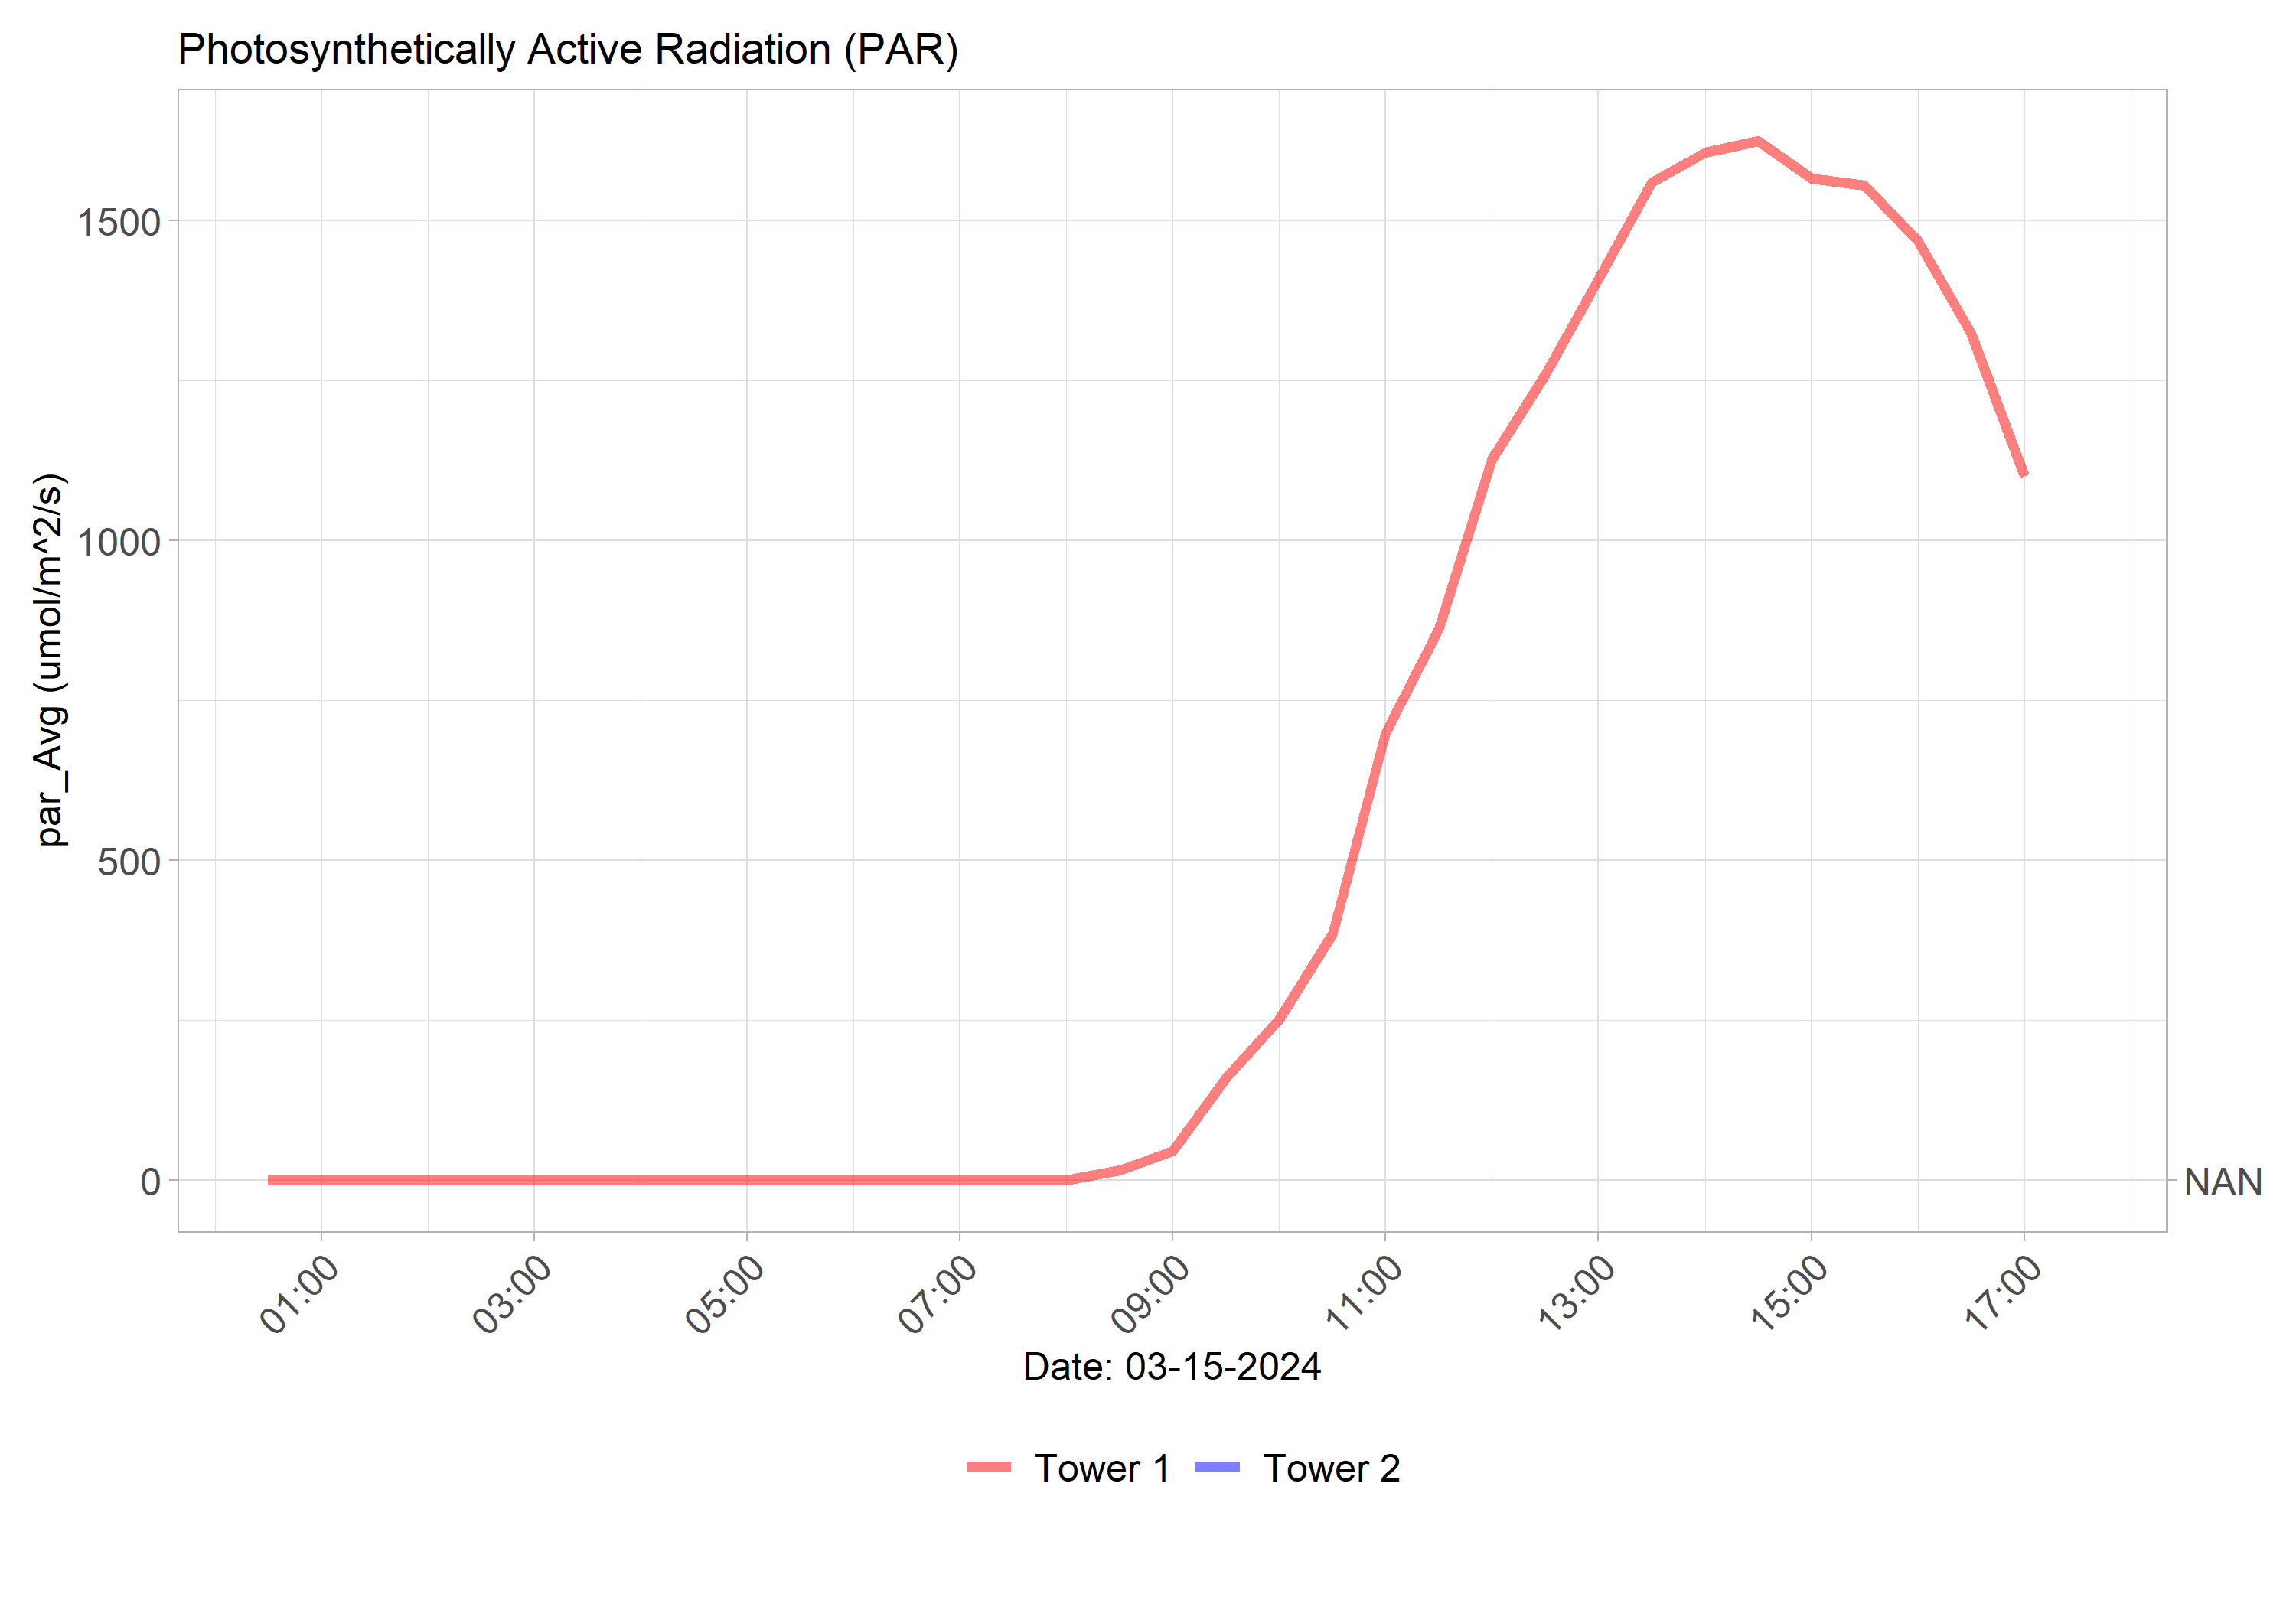 Photosynthetically Active Radiation (PAR)
par_Avg (umol/m^2/s)
1500
1000
500
0
NAN
01:00
03:00
05:00
07:00
09:00
11:00
13:00
15:00
17:00
Date: 03-15-2024
Tower 1
Tower 2